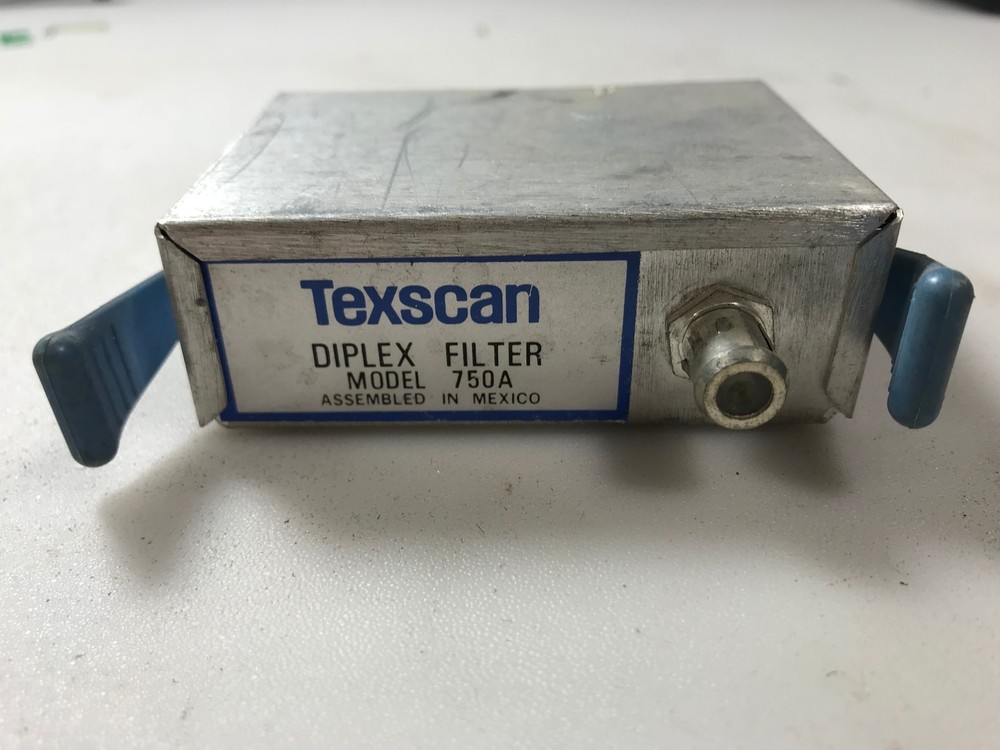 Texscan
DIPLEX FILTER
MODEL 750A
ASSEMBLED IN MEXICO